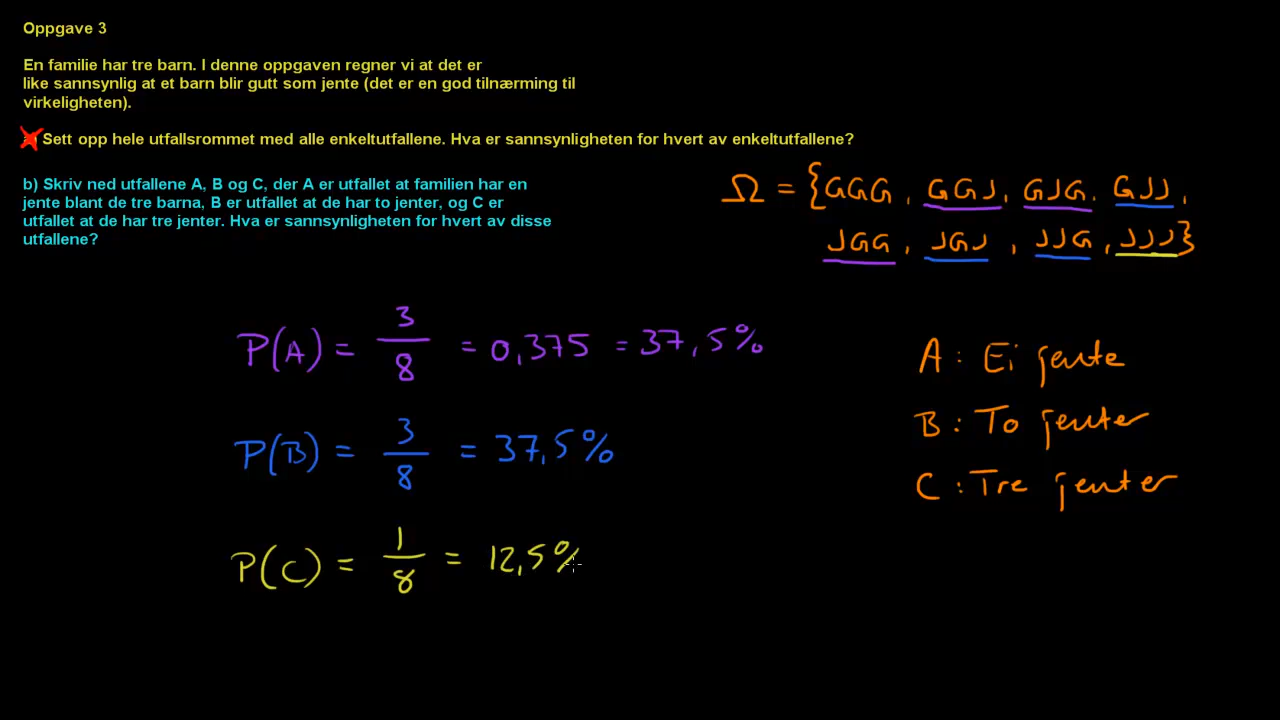 Oppgave 3
En familie har tre barn. I denne oppgaven regner vi at det er
like sannsynlig at et barn blir gutt som jente (det er en god tilnærming til
virkeligheten).
Sett opp hele utfallsrommet med alle enkeltutfallene. Hva er sannsynligheten for hvert av enkeltutfallene?
b) Skriv ned utfallene A, B og C, der A er utfallet at familien har en
jente blant de tre barna, B er utfallet at de har to jenter, og C er
utfallet at de har tre jenter. Hva er sannsynligheten for hvert av disse
utfallene?
Ω = {GGG, GGJ, GJG, GJJ,
JGG, JGJ, JJG, JJJ}
P(A) = 3/8 = 0,375 = 37,5%
P(B) = 3/8 = 37,5%
P(C) = 1/8 = 12,5%
A: Ei jente
B: To jenter
C: Tre jenter